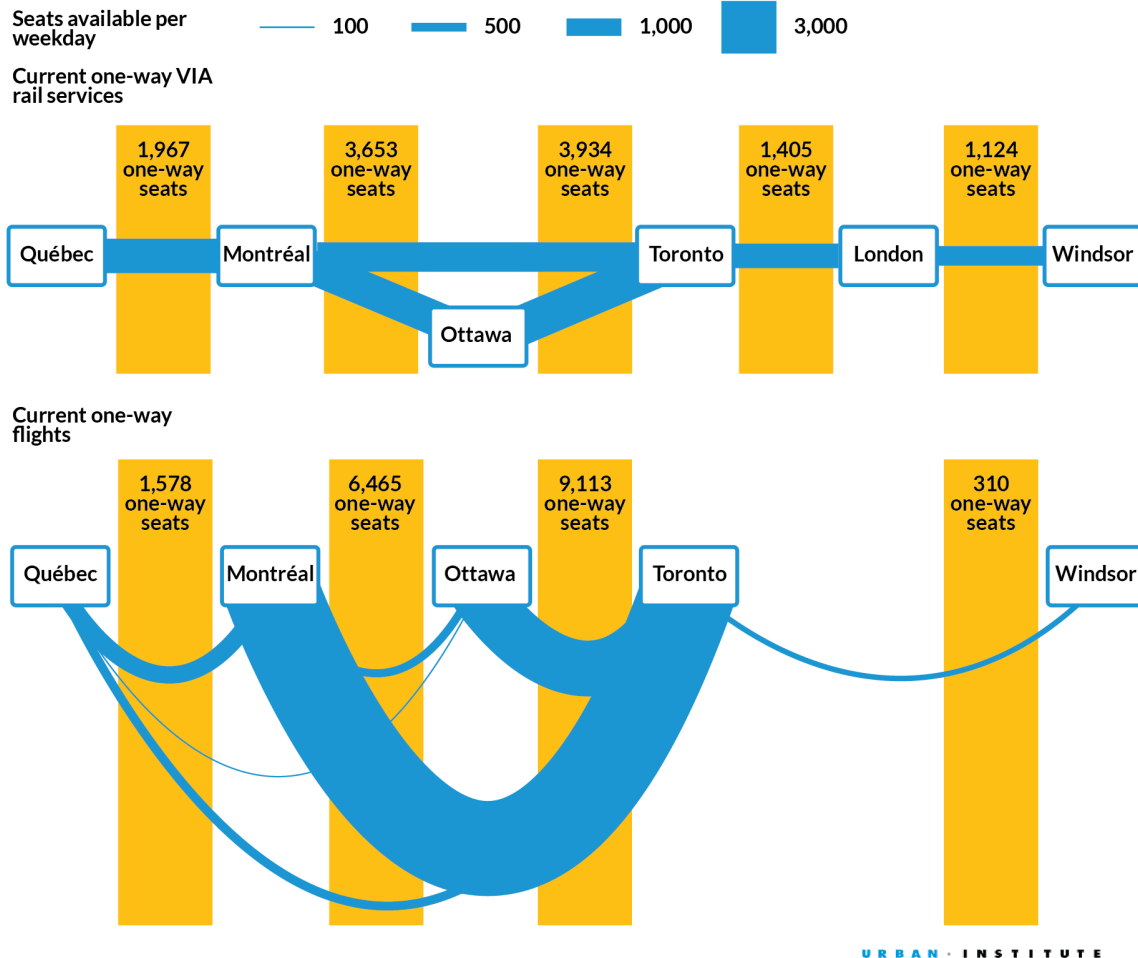 Seats available per
weekday
100
500
1,000
3,000
Current one-way VIA
rail services
1,967
one-way
seats
3,653
one-way
seats
3,934
one-way
seats
1,405
one-way
seats
1,124
one-way
seats
Québec
Montréal
Toronto
London
Windsor
Ottawa
Current one-way
flights
1,578
one-way
seats
6,465
one-way
seats
9,113
one-way
seats
310
one-way
seats
Québec
Montréal
Ottawa
Toronto
Windsor
URBAN · INSTITUTE